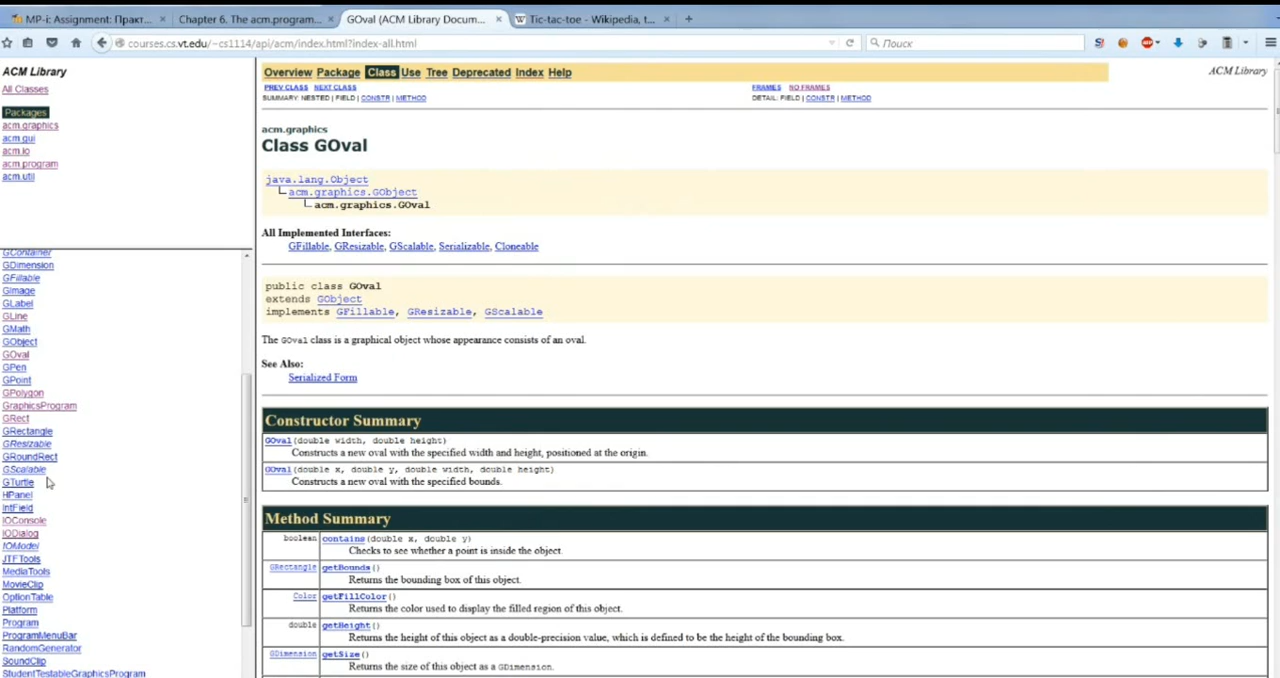 MP-i: Assignment: Практ...
Chapter 6. The acm.program...
GOval (ACM Library Docum...
Tic-tac-toe - Wikipedia, t...
courses.cs.vt.edu/~cs1114/api/acm/index.html?index-all.html
Поиск
ACM Library
All Classes
Packages
acm.graphics
acm.gui
acm.io
acm.program
acm.util
GContainer
GDimension
GFillable
GImage
GLabel
GLine
GMath
GObject
GOval
GPen
GPoint
GPolygon
GraphicsProgram
GRect
GRectangle
GResizable
GRoundRect
GScalable
GTurtle
HPanel
IntField
IOConsole
IODialog
IOModel
JTFTools
MediaTools
MovieClip
OptionTable
Platform
Program
ProgramMenuBar
RandomGenerator
SoundClip
StudentTestableGraphicsProgram
Overview Package Class Use Tree Deprecated Index Help
ACM Library
PREV CLASS NEXT CLASS
FRAMES NO FRAMES
SUMMARY: NESTED | FIELD | CONSTR | METHOD
DETAIL: FIELD | CONSTR | METHOD
acm.graphics
Class GOval
java.lang.Object
acm.graphics.GObject
acm.graphics.GOval
All Implemented Interfaces:
GFillable, GResizable, GScalable, Serializable, Cloneable
public class GOval
extends GObject
implements GFillable, GResizable, GScalable
The GOval class is a graphical object whose appearance consists of an oval.
See Also:
Serialized Form
Constructor Summary
GOval(double width, double height)
Constructs a new oval with the specified width and height, positioned at the origin.
GOval(double x, double y, double width, double height)
Constructs a new oval with the specified bounds.
Method Summary
boolean contains(double x, double y)
Checks to see whether a point is inside the object.
GRectangle getBounds()
Returns the bounding box of this object.
Color getFillColor()
Returns the color used to display the filled region of this object.
double getHeight()
Returns the height of this object as a double-precision value, which is defined to be the height of the bounding box.
GDimension getSize()
Returns the size of this object as a GDimension.